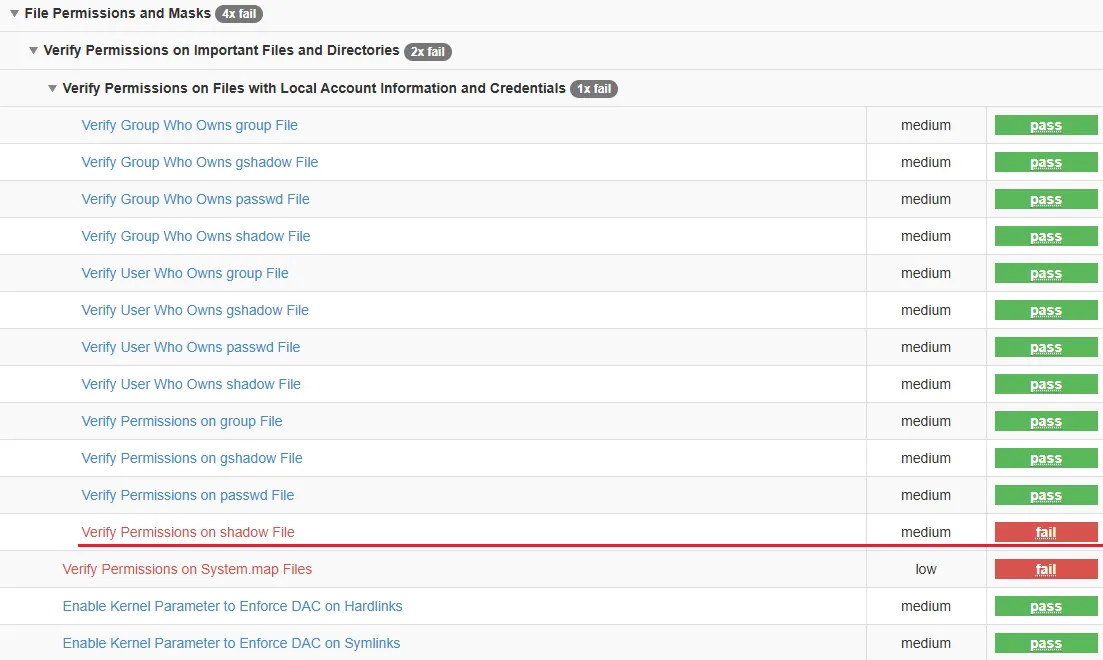 File Permissions and Masks 4x fail
Verify Permissions on Important Files and Directories 2x fail
Verify Permissions on Files with Local Account Information and Credentials 1x fail
Verify Group Who Owns group File medium pass
Verify Group Who Owns gshadow File medium pass
Verify Group Who Owns passwd File medium pass
Verify Group Who Owns shadow File medium pass
Verify User Who Owns group File medium pass
Verify User Who Owns gshadow File medium pass
Verify User Who Owns passwd File medium pass
Verify User Who Owns shadow File medium pass
Verify Permissions on group File medium pass
Verify Permissions on gshadow File medium pass
Verify Permissions on passwd File medium pass
Verify Permissions on shadow File medium fail
Verify Permissions on System.map Files low fail
Enable Kernel Parameter to Enforce DAC on Hardlinks medium pass
Enable Kernel Parameter to Enforce DAC on Symlinks medium pass